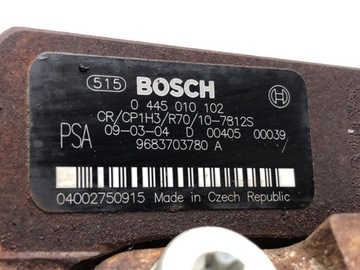 515 BOSCH
0 445 010 102
CR/CP1H3/R70/10-7812S
PSA 09-03-04 D 00405 00039
9683703780 A
04002750915 Made in Czech Republic